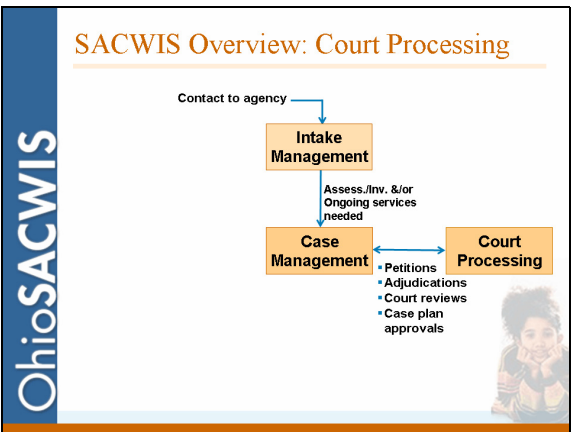 SACWIS Overview: Court Processing
Contact to agency
Intake
Management
Assess./Inv. &/or
Ongoing services
needed
Case
Management
Court
Processing
▪ Petitions
▪ Adjudications
▪ Court reviews
▪ Case plan
approvals
OhioSACWIS